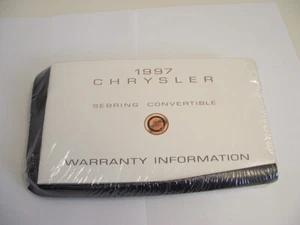 1997
CHRYSLER
SEBRING CONVERTIBLE
WARRANTY INFORMATION